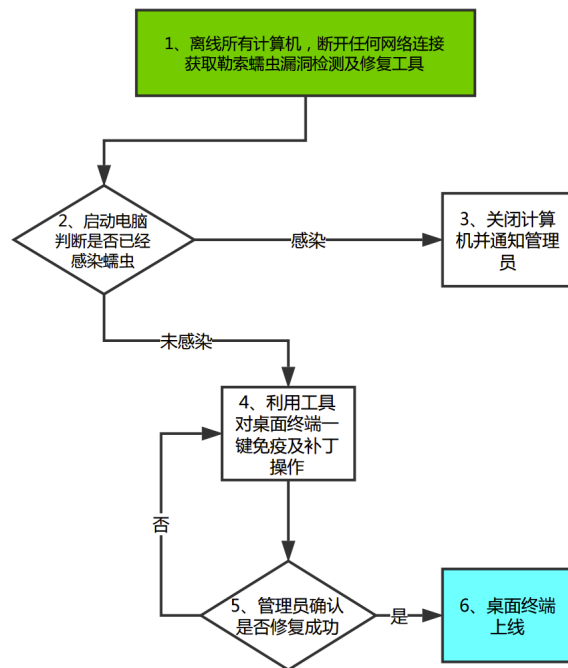 1、离线所有计算机，断开任何网络连接
获取勒索蠕虫漏洞检测及修复工具
2、启动电脑
判断是否已经
感染蠕虫
感染
3、关闭计算
机并通知管理
员
未感染
4、利用工具
对桌面终端一
键免疫及补丁
操作
否
5、管理员确认
是否修复成功
是
6、桌面终端
上线